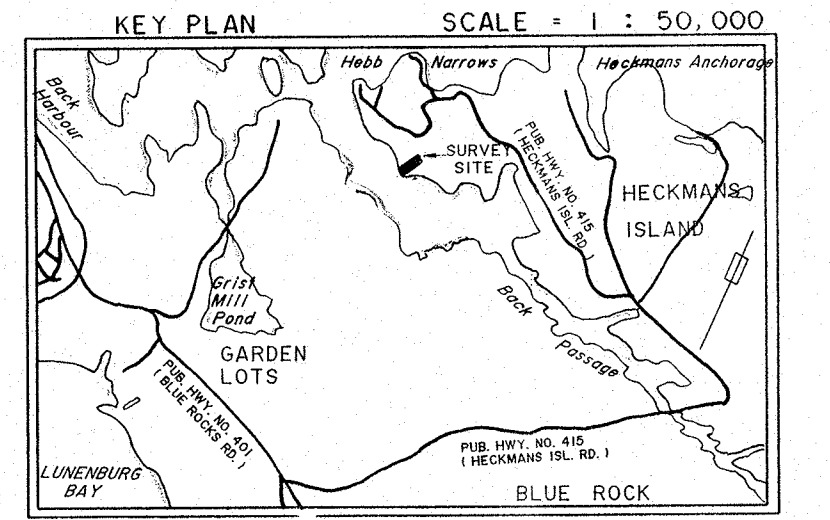 KEY PLAN
SCALE = 1 : 50,000
Back
Harbour
Hebb Narrows
Heckmans Anchorage
SURVEY
SITE
PUB. HWY. NO. 415
( HECKMANS ISL. RD. )
HECKMANS
ISLAND
Grist
Mill
Pond
Back
Passage
GARDEN
LOTS
PUB. HWY. NO. 401
( BLUE ROCKS RD. )
PUB. HWY. NO. 415
( HECKMANS ISL. RD. )
LUNENBURG
BAY
BLUE ROCK